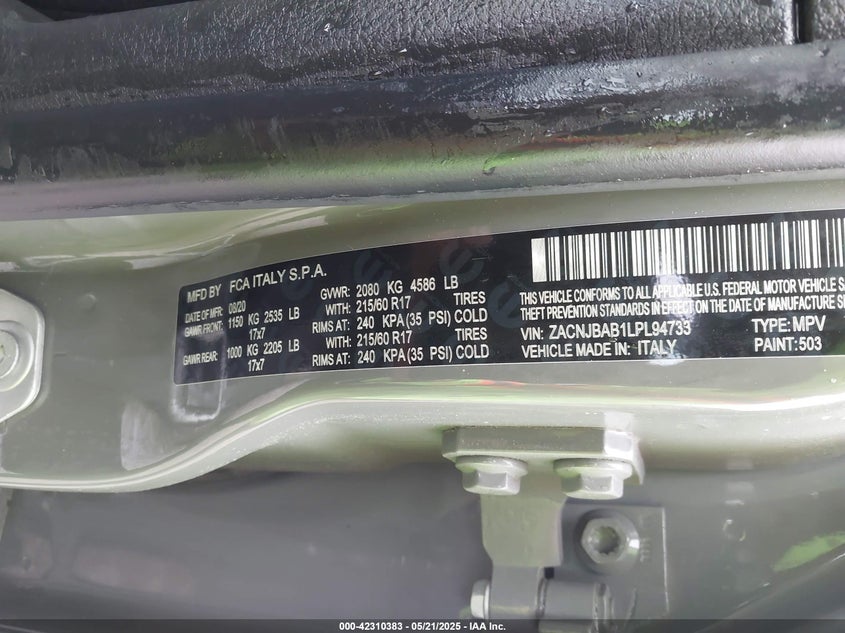 MFD BY FCA ITALY S.P.A.
DATE OF MFR: 08/20 GVWR: 2080 KG 4586 LB
GAWR FRONT: 1150 KG 2535 LB WITH: 215/60 R17 TIRES
17x7 RIMS AT: 240 KPA (35 PSI) COLD
GAWR REAR: 1000 KG 2205 LB WITH: 215/60 R17 TIRES
17x7 RIMS AT: 240 KPA (35 PSI) COLD
THIS VEHICLE CONFORMS TO ALL APPLICABLE U.S. FEDERAL MOTOR VEHICLE
THEFT PREVENTION STANDARDS IN EFFECT ON THE DATE OF MANUFACTURE SHOWN ABOVE.
VIN: ZACNJBAB1LPL94733 TYPE: MPV
VEHICLE MADE IN: ITALY PAINT: 503
000-42310383 - 05/21/2025 - IAA Inc.